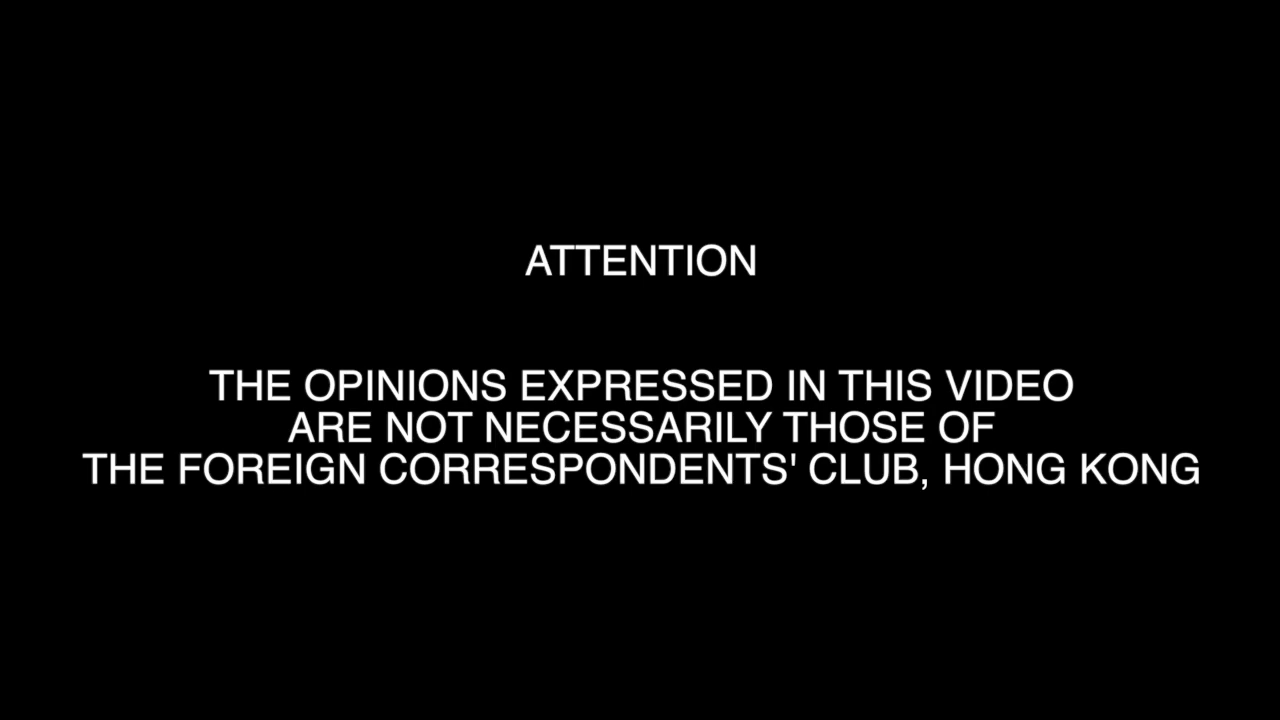 ATTENTION
THE OPINIONS EXPRESSED IN THIS VIDEO
ARE NOT NECESSARILY THOSE OF
THE FOREIGN CORRESPONDENTS' CLUB, HONG KONG